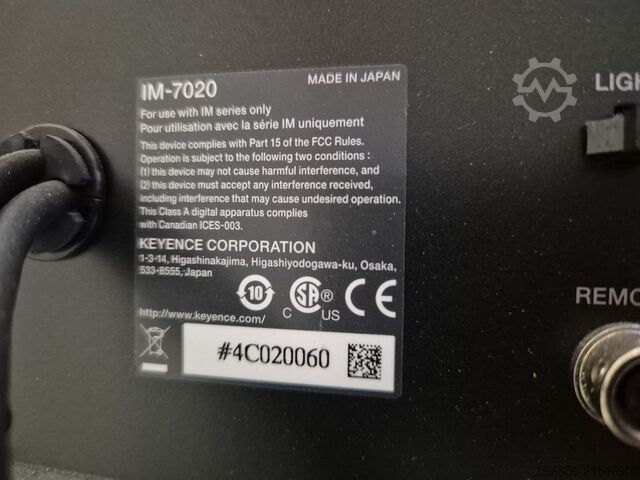 IM-7020
MADE IN JAPAN
For use with IM series only
Pour utilisation avec la série IM uniquement
This device complies with Part 15 of the FCC Rules.
Operation is subject to the following two conditions :
(1) this device may not cause harmful interference, and
(2) this device must accept any interference received,
including interference that may cause undesired operation.
This Class A digital apparatus complies
with Canadian ICES-003.
KEYENCE CORPORATION
1-3-14, Higashinakajima, Higashiyodogawa-ku, Osaka,
533-8555, Japan
10
SA ®
C US
CE
http://www.keyence.com/
#4C020060
LIGH
REMO